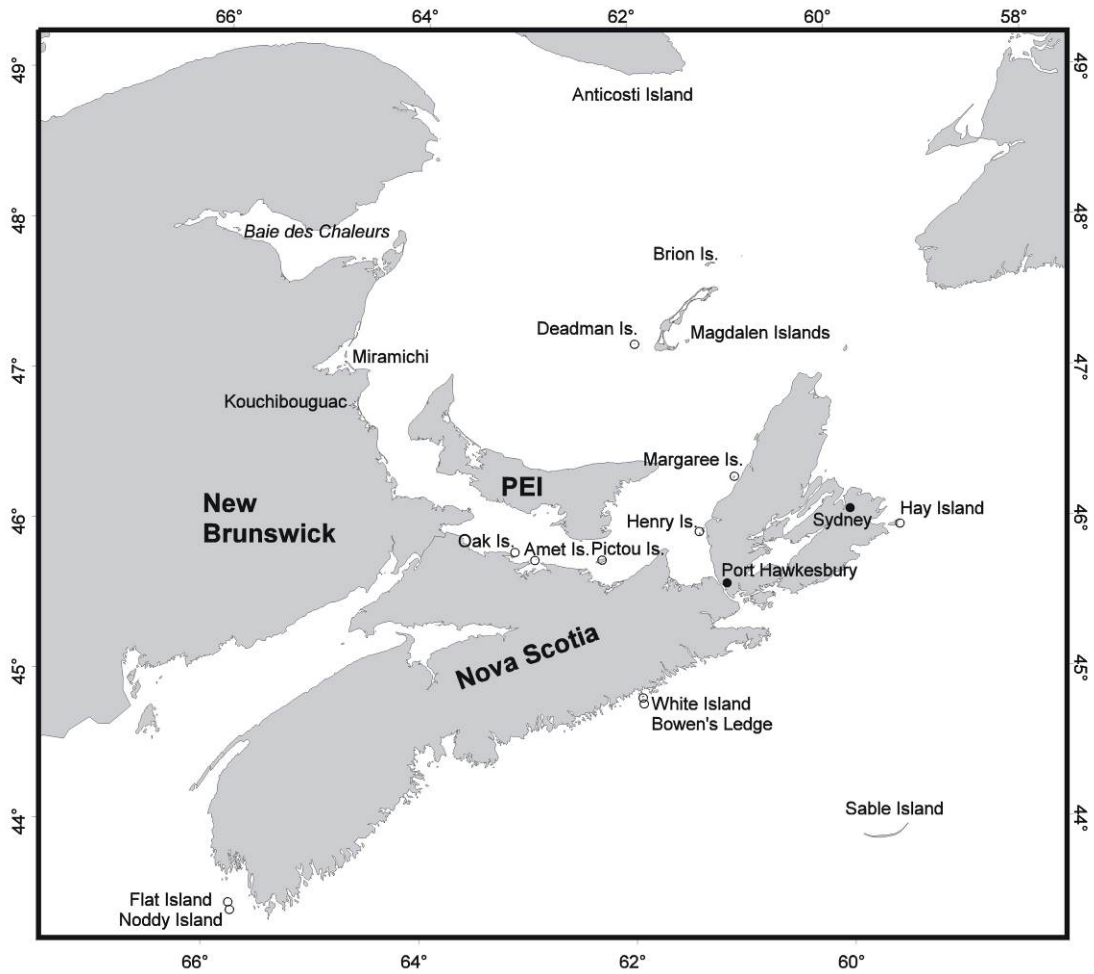 66° 64° 62° 60° 58°
49° 49°
Anticosti Island
48° 48°
Baie des Chaleurs
Brion Is.
Deadman Is.
Magdalen Islands
Miramichi
47° 47°
Kouchibouguac
Margaree Is.
PEI
New
Brunswick
Hay Island
46° 46°
Henry Is.
Sydney
Oak Is.
Amet Is.
Pictou Is.
Port Hawkesbury
Nova Scotia
45° 45°
White Island
Bowen's Ledge
44° 44°
Sable Island
Flat Island
Noddy Island
66° 64° 62° 60°